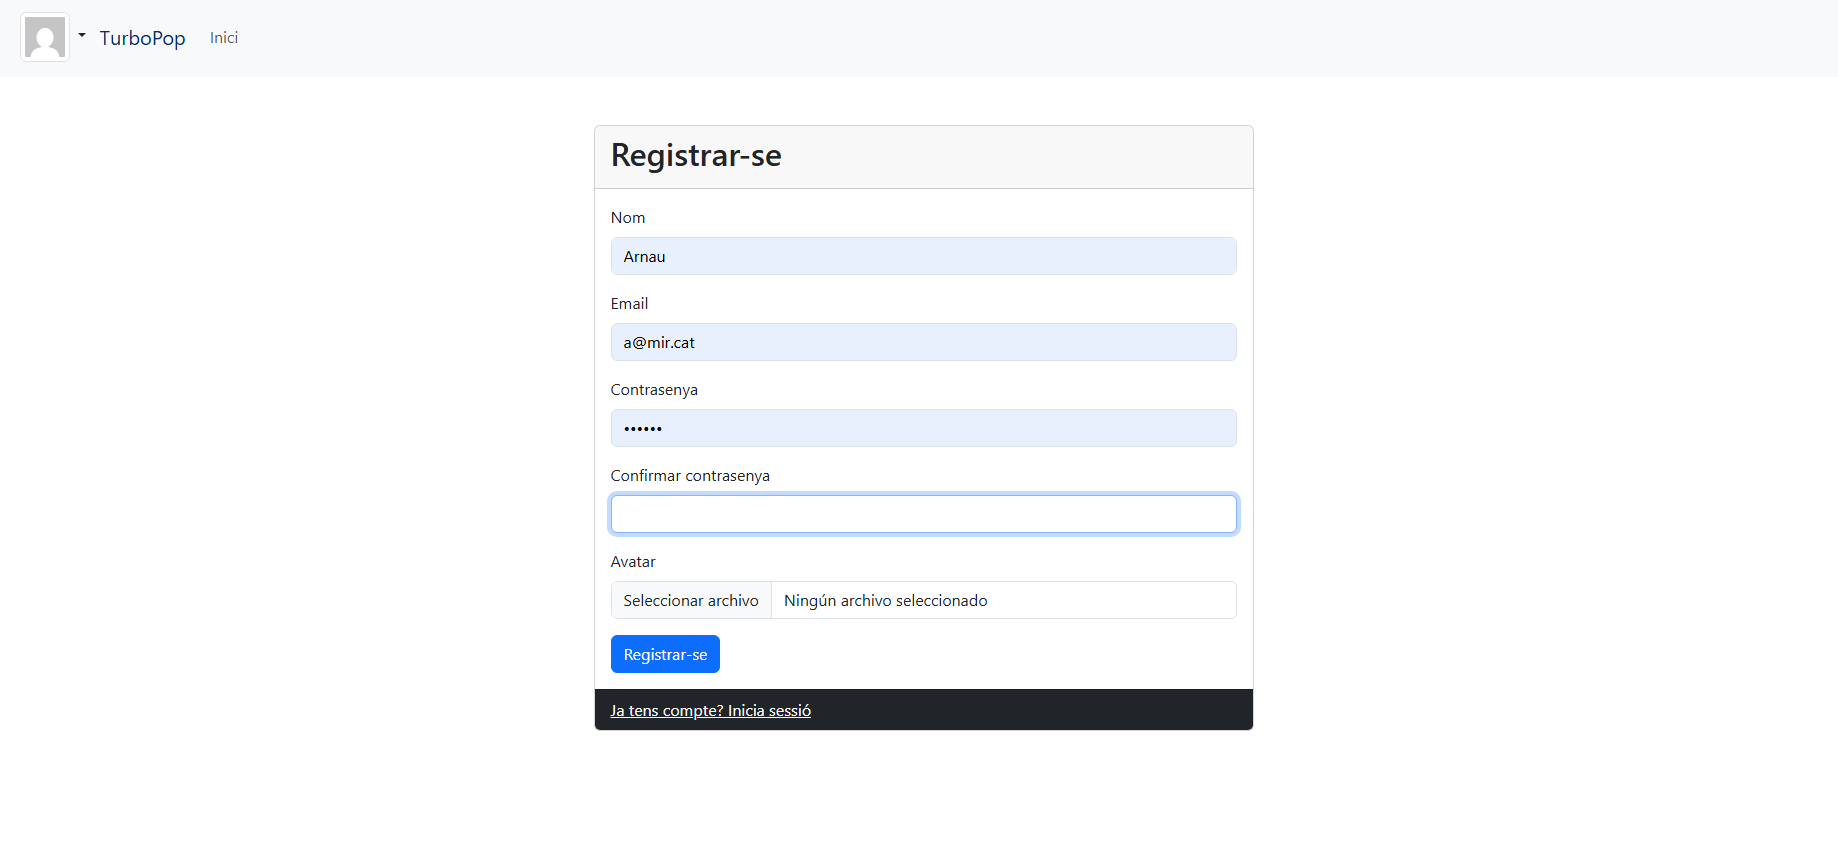 TurboPop Inici
Registrar-se
Nom
Arnau
Email
a@mir.cat
Contrasenya
••••••
Confirmar contrasenya
Avatar
Seleccionar archivo Ningún archivo seleccionado
Registrar-se
Ja tens compte? Inicia sessió